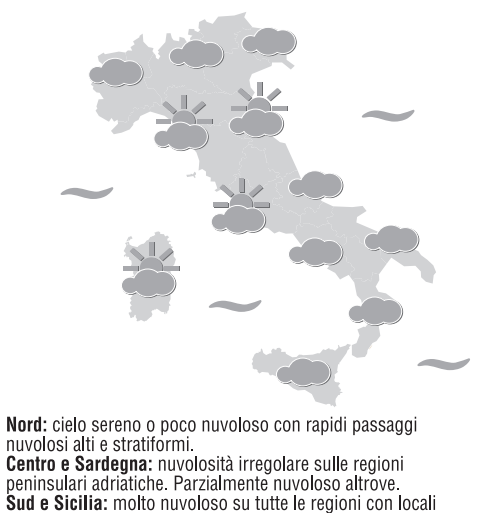 Nord: cielo sereno o poco nuvoloso con rapidi passaggi
nuvolosi alti e stratiformi.
Centro e Sardegna: nuvolosità irregolare sulle regioni
peninsulari adriatiche. Parzialmente nuvoloso altrove.
Sud e Sicilia: molto nuvoloso su tutte le regioni con locali